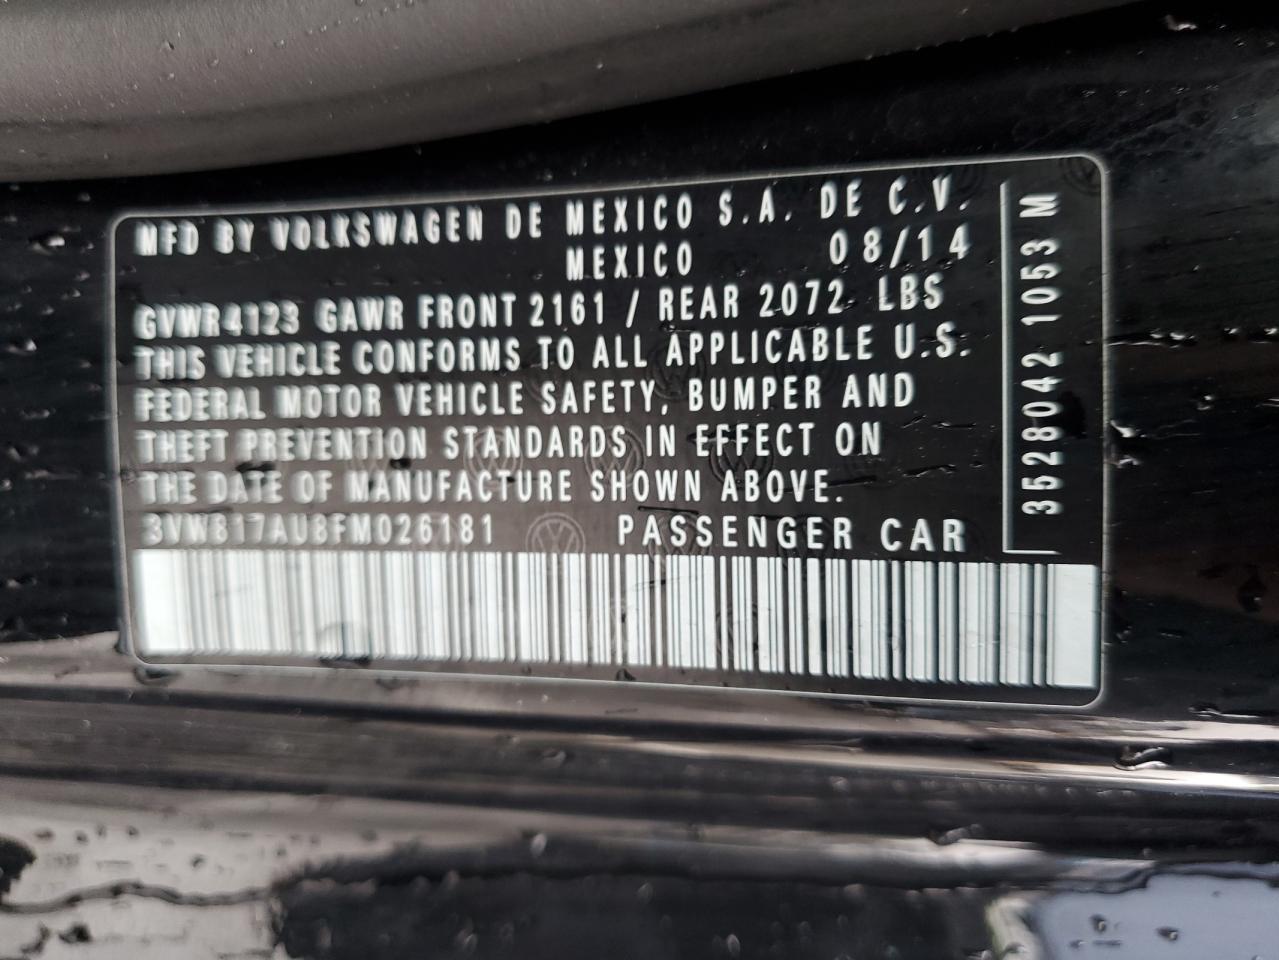 MFD BY VOLKSWAGEN DE MEXICO S.A. DE C.V.
MEXICO 08/14
GVWR4123 GAWR FRONT 2161 / REAR 2072 LBS
THIS VEHICLE CONFORMS TO ALL APPLICABLE U.S.
FEDERAL MOTOR VEHICLE SAFETY, BUMPER AND
THEFT PREVENTION STANDARDS IN EFFECT ON
THE DATE OF MANUFACTURE SHOWN ABOVE.
3VW817AU8FM026181 PASSENGER CAR
3528042 1053 M